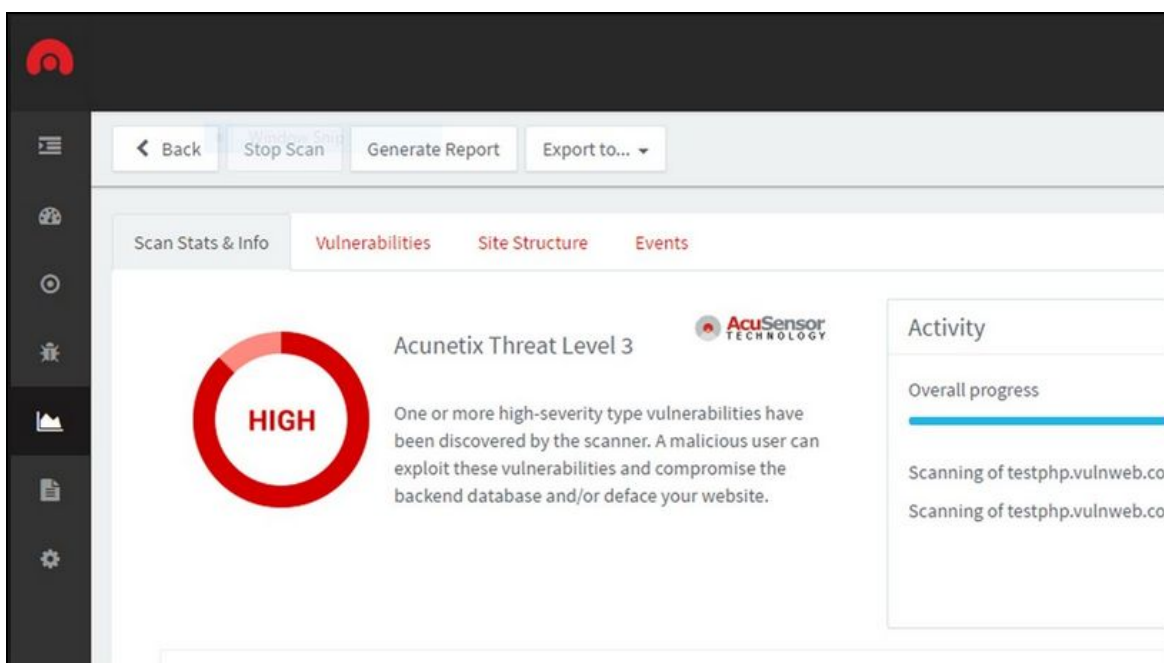 Back
Window Snip
Stop Scan
Generate Report
Export to...
Scan Stats & Info
Vulnerabilities
Site Structure
Events
HIGH
Acunetix Threat Level 3
AcuSensor
TECHNOLOGY
One or more high-severity type vulnerabilities have
been discovered by the scanner. A malicious user can
exploit these vulnerabilities and compromise the
backend database and/or deface your website.
Activity
Overall progress
Scanning of testphp.vulnweb.co
Scanning of testphp.vulnweb.co